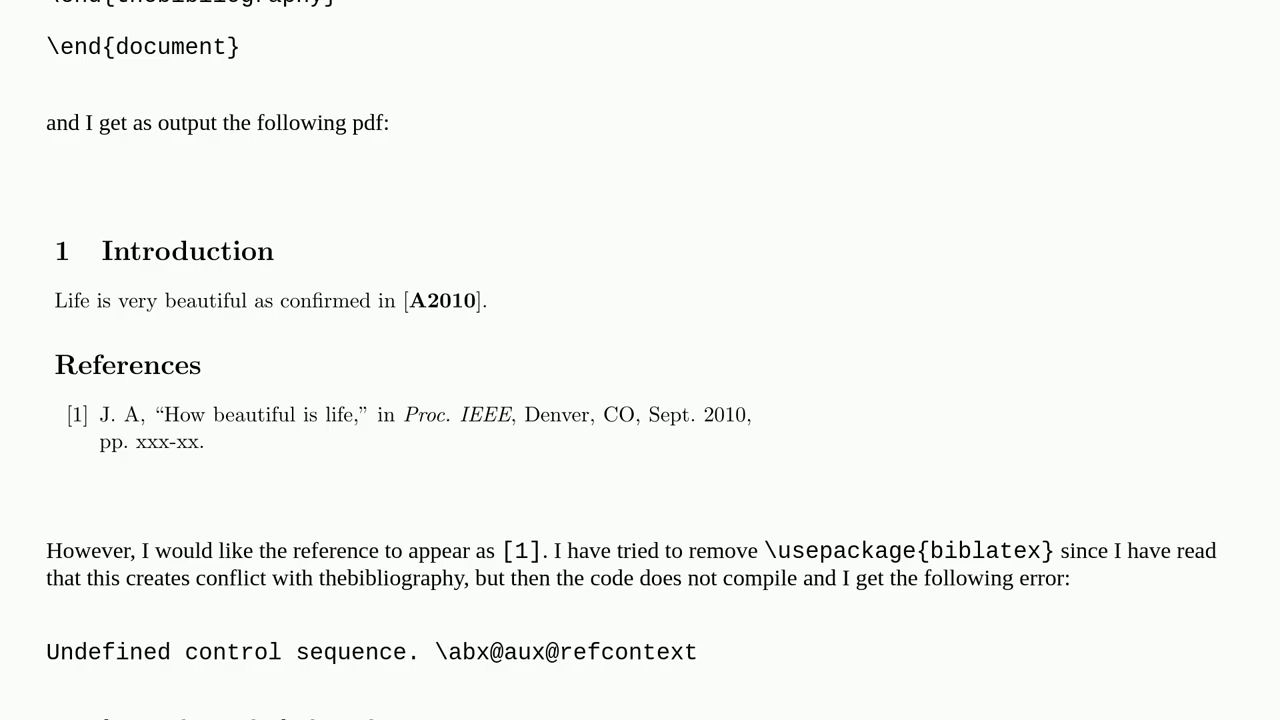 \end{thebibliography}
\end{document}
and I get as output the following pdf:
1 Introduction
Life is very beautiful as confirmed in [A2010].
References
[1] J. A, “How beautiful is life,” in Proc. IEEE, Denver, CO, Sept. 2010,
pp. xxx-xx.
However, I would like the reference to appear as [1]. I have tried to remove \usepackage{biblatex} since I have read
that this creates conflict with thebibliography, but then the code does not compile and I get the following error:
Undefined control sequence. \abx@aux@refcontext